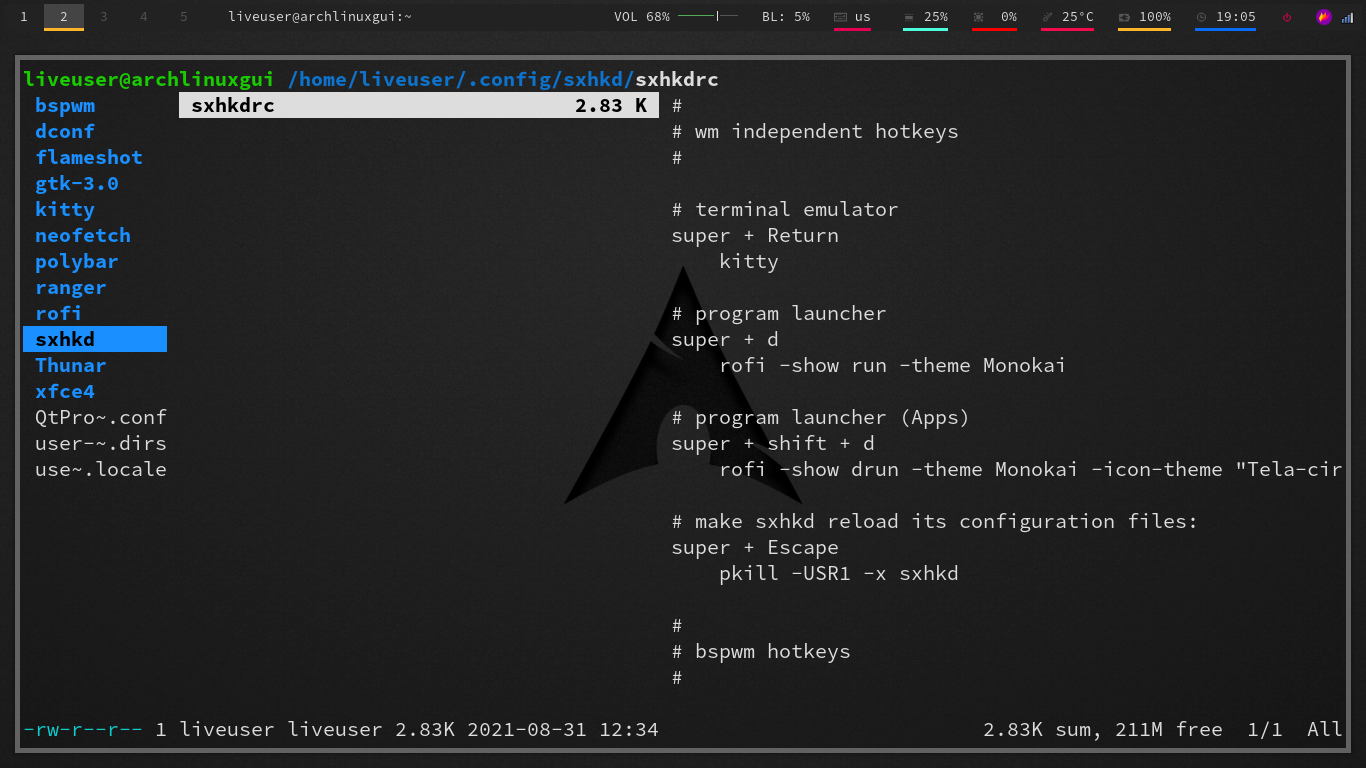 1 2 3 4 5 liveuser@archlinuxgui:~ VOL 68% BL: 5% us 25% 0% 25°C 100% 19:05
liveuser@archlinuxgui /home/liveuser/.config/sxhkd/sxhkdrc
bspwm
dconf
flameshot
gtk-3.0
kitty
neofetch
polybar
ranger
rofi
sxhkd
Thunar
xfce4
QtPro~.conf
user-~.dirs
use~.locale
sxhkdrc 2.83 K
#
# wm independent hotkeys
#
# terminal emulator
super + Return
kitty
# program launcher
super + d
rofi -show run -theme Monokai
# program launcher (Apps)
super + shift + d
rofi -show drun -theme Monokai -icon-theme "Tela-cir
# make sxhkd reload its configuration files:
super + Escape
pkill -USR1 -x sxhkd
#
# bspwm hotkeys
#
-rw-r--r-- 1 liveuser liveuser 2.83K 2021-08-31 12:34 2.83K sum, 211M free 1/1 All